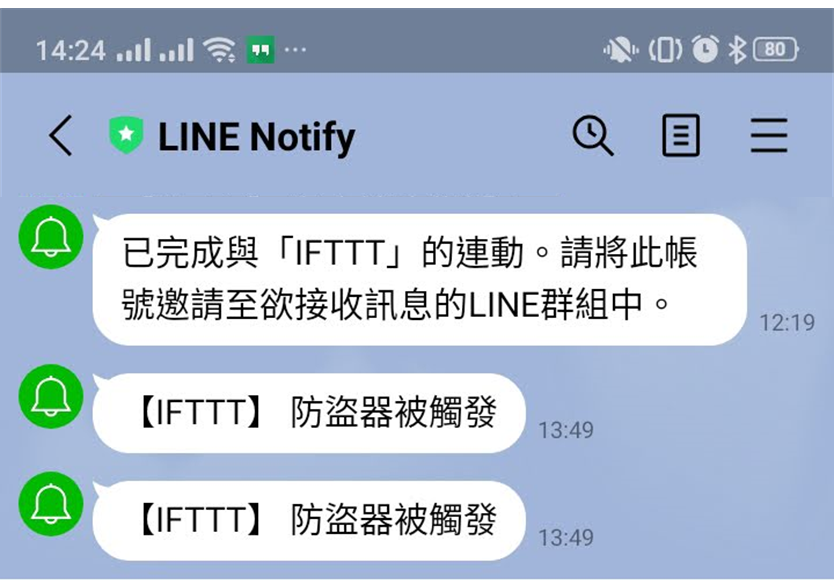 14:24
80
LINE Notify
已完成與「IFTTT」的連動。請將此帳
號邀請至欲接收訊息的LINE群組中。
12:19
【IFTTT】 防盜器被觸發
13:49
【IFTTT】 防盜器被觸發
13:49